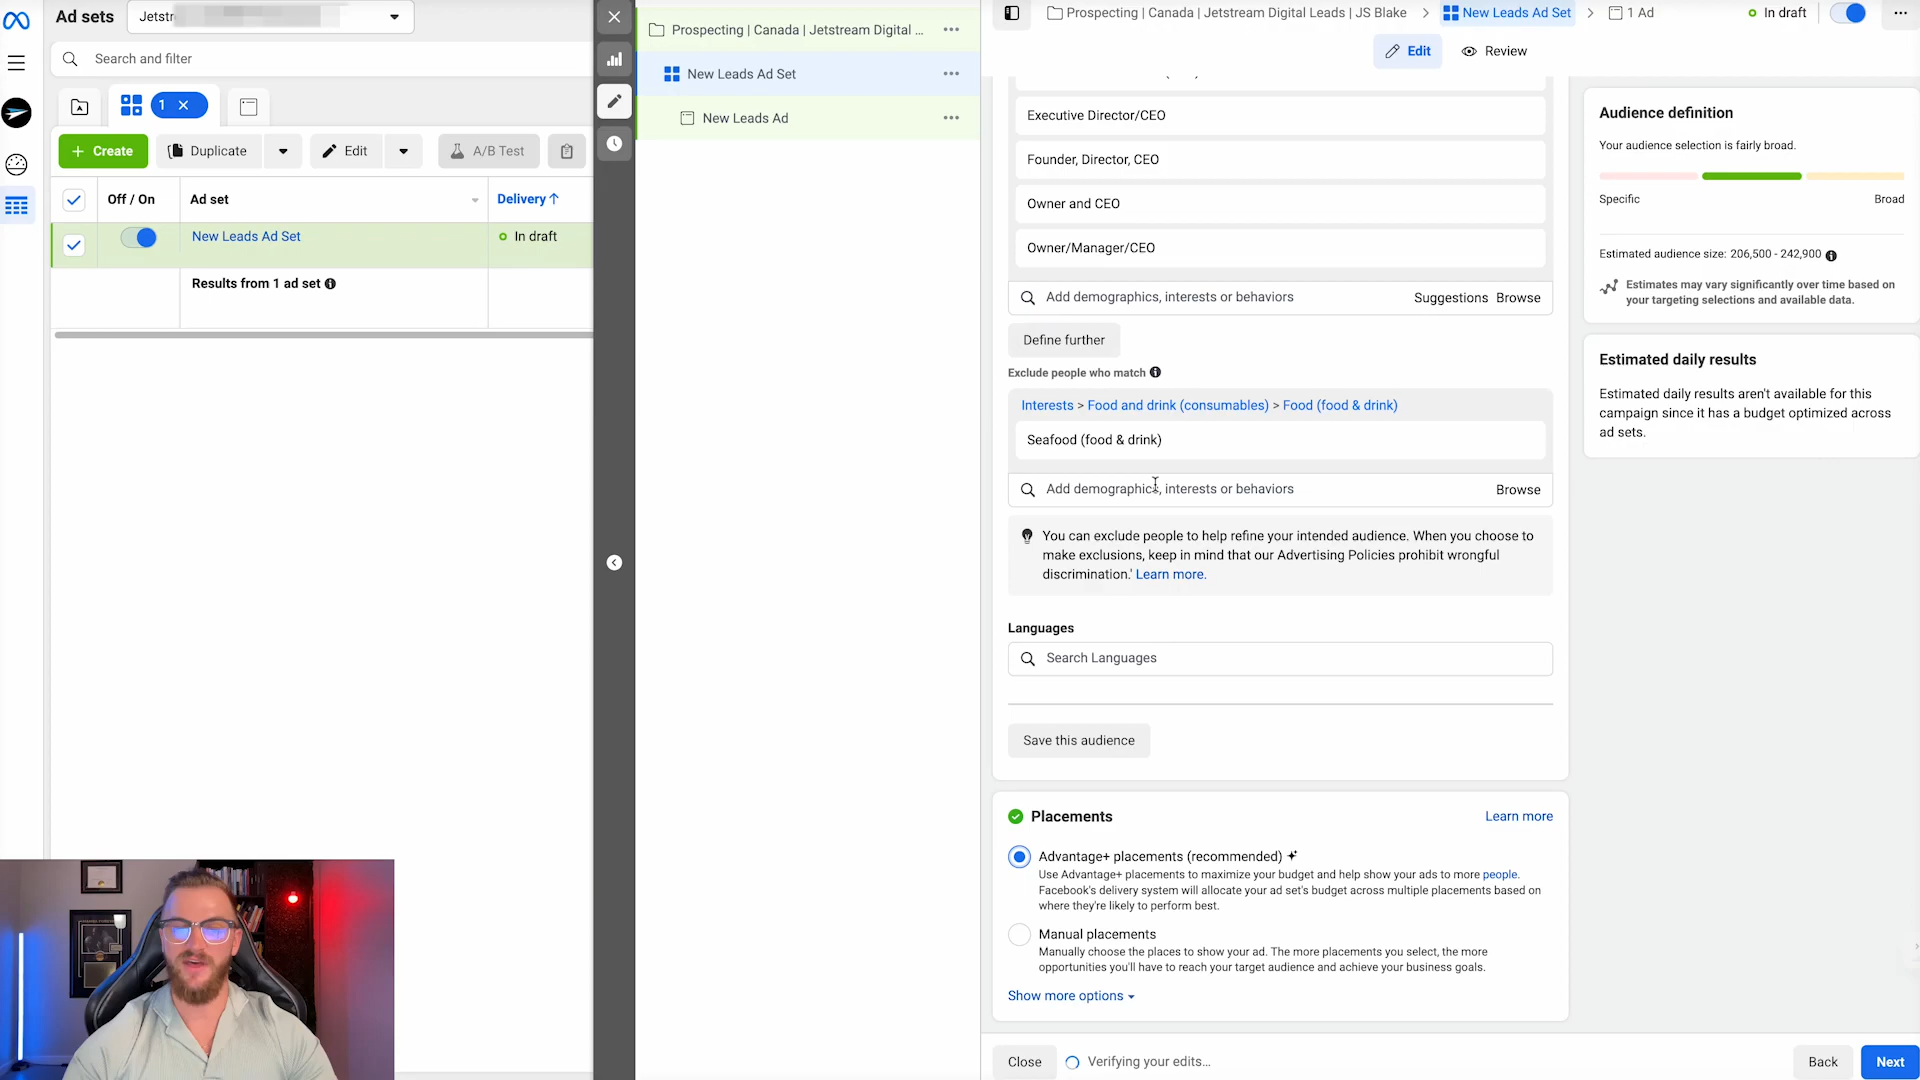 Ad sets
Jetstr
Search and filter
1
Create
Duplicate
Edit
A/B Test
Off / On
Ad set
Delivery↑
New Leads Ad Set
In draft
Results from 1 ad set
Prospecting | Canada | Jetstream Digital ...
New Leads Ad Set
New Leads Ad
Prospecting | Canada | Jetstream Digital Leads | JS Blake
New Leads Ad Set
1 Ad
In draft
Edit
Review
Executive Director/CEO
Founder, Director, CEO
Owner and CEO
Owner/Manager/CEO
Add demographics, interests or behaviors
Suggestions
Browse
Define further
Exclude people who match
Interests > Food and drink (consumables) > Food (food & drink)
Seafood (food & drink)
Add demographics, interests or behaviors
Browse
You can exclude people to help refine your intended audience. When you choose to
make exclusions, keep in mind that our Advertising Policies prohibit wrongful
discrimination.' Learn more.
Languages
Search Languages
Save this audience
Placements
Learn more
Advantage+ placements (recommended)
Use Advantage+ placements to maximize your budget and help show your ads to more people.
Facebook's delivery system will allocate your ad set's budget across multiple placements based on
where they're likely to perform best.
Manual placements
Manually choose the places to show your ad. The more placements you select, the more
opportunities you'll have to reach your target audience and achieve your business goals.
Show more options
Close
Verifying your edits...
Back
Next
Audience definition
Your audience selection is fairly broad.
Specific
Broad
Estimated audience size: 206,500 - 242,900
Estimates may vary significantly over time based on
your targeting selections and available data.
Estimated daily results
Estimated daily results aren't available for this
campaign since it has a budget optimized across
ad sets.